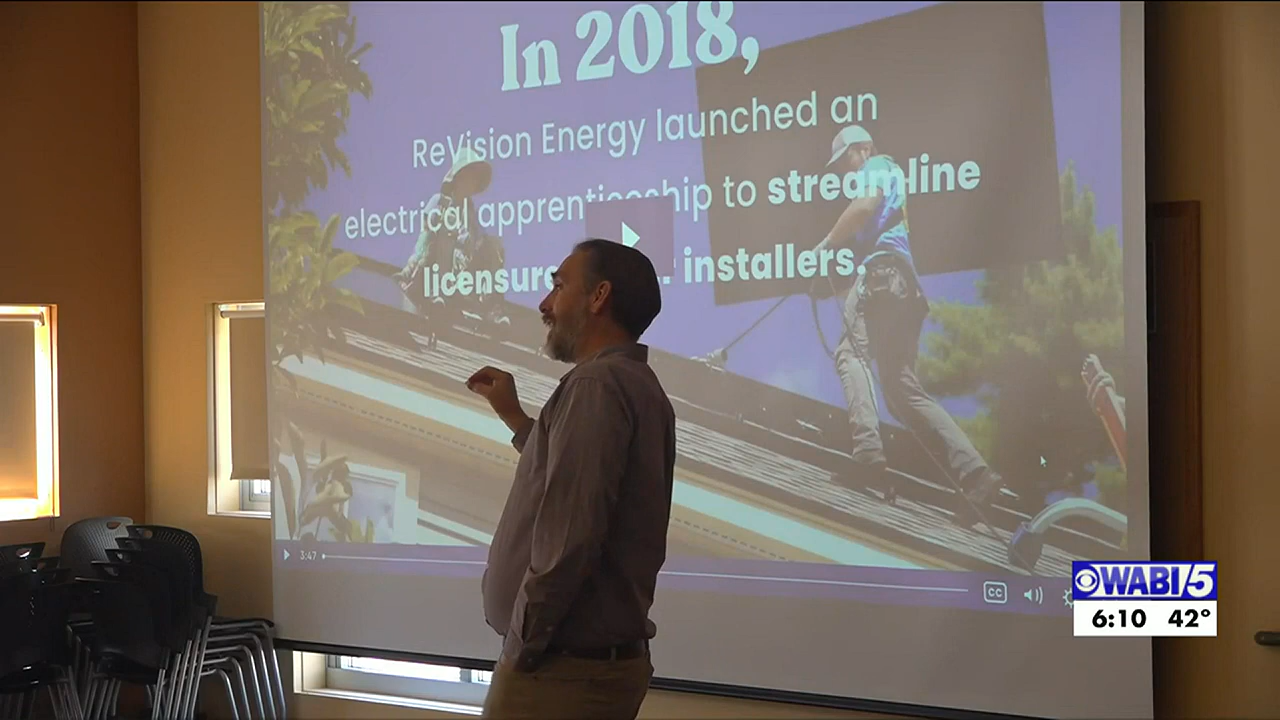 In 2018,
ReVision Energy launched an
electrical apprenticeship to streamline
licensure installers.
3:47
CC
WABI 5
6:10 42°